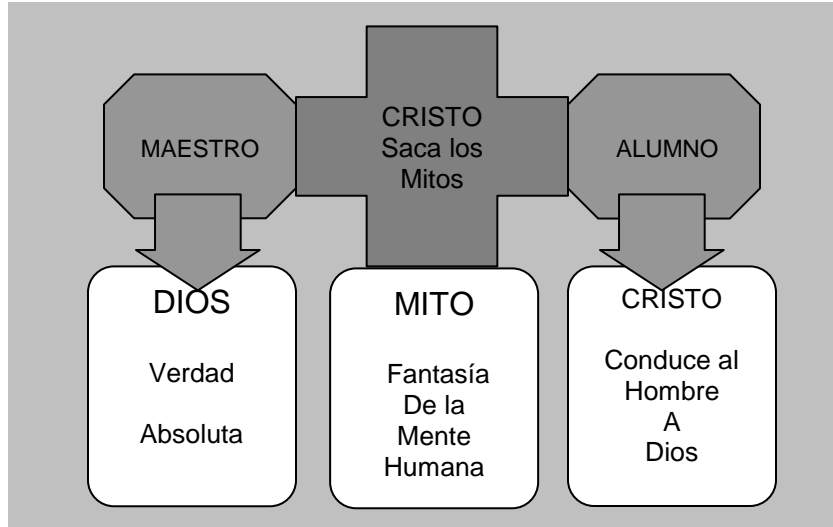 MAESTRO
CRISTO
Saca los
Mitos
ALUMNO
DIOS
Verdad
Absoluta
MITO
Fantasía
De la
Mente
Humana
CRISTO
Conduce al
Hombre
A
Dios